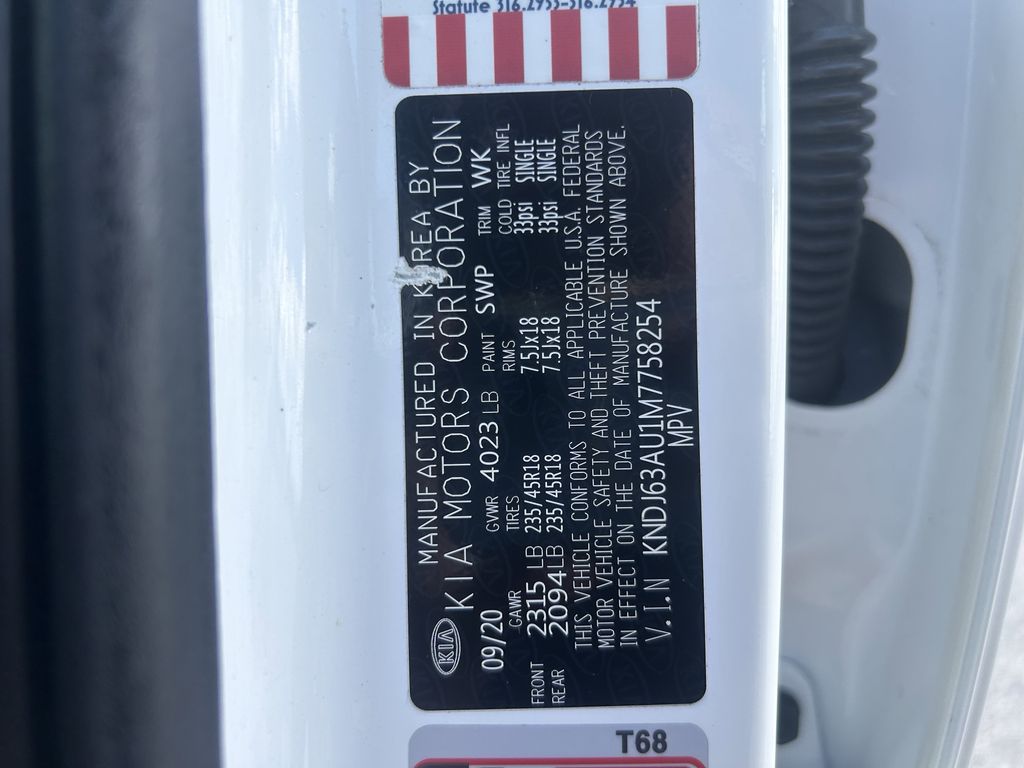 Statute 316.2953-316.2954
KIA
MANUFACTURED IN KOREA BY
KIA MOTORS CORPORATION
09/20 GVWR 4023 LB PAINT SWP TRIM WK
GAWR TIRES RIMS COLD TIRE INFL
FRONT 2315 LB 235/45R18 7.5Jx18 33psi SINGLE
REAR 2094LB 235/45R18 7.5Jx18 33psi SINGLE
THIS VEHICLE CONFORMS TO ALL APPLICABLE U.S.A. FEDERAL
MOTOR VEHICLE SAFETY AND THEFT PREVENTION STANDARDS
IN EFFECT ON THE DATE OF MANUFACTURE SHOWN ABOVE.
V.I.N KNDJ63AU1M7758254
MPV
T68